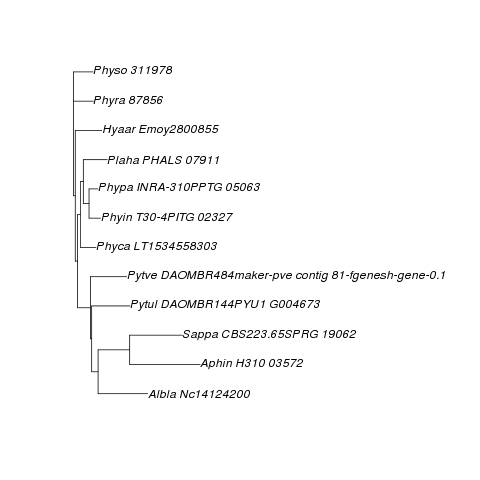 Physo 311978
Phyra 87856
Hyaar Emoy2800855
Plaha PHALS 07911
Phypa INRA-310PPTG 05063
Phyin T30-4PITG 02327
Phyca LT1534558303
Pytve DAOMBR484maker-pve contig 81-fgenesh-gene-0.1
Pytul DAOMBR144PYU1 G004673
Sappa CBS223.65SPRG 19062
Aphin H310 03572
Albla Nc14124200